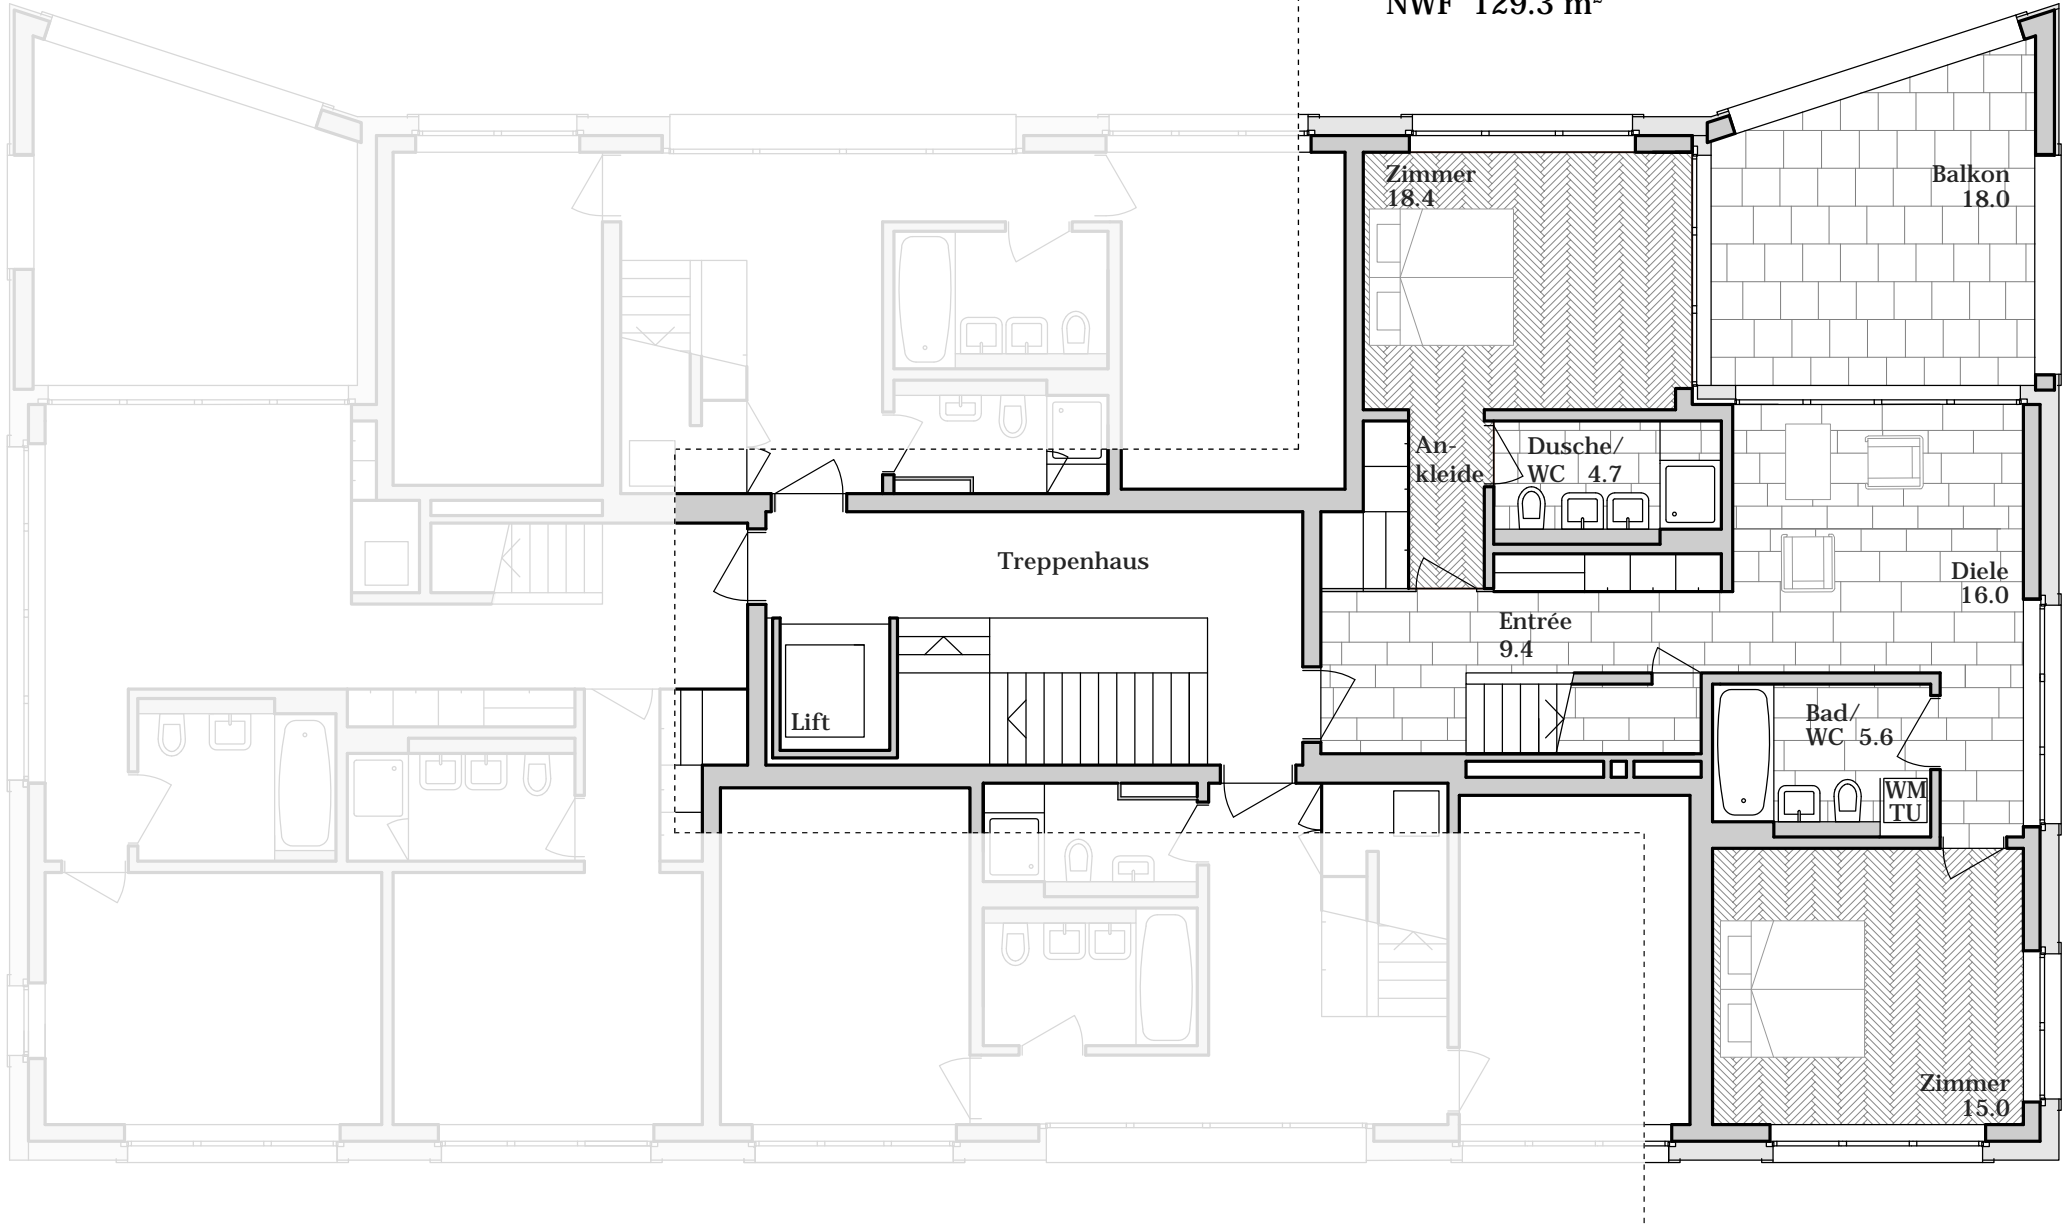 NWF 129.3 m²
Zimmer
18.4
Balkon
18.0
An-
kleide
Dusche/
WC 4.7
Treppenhaus
Diele
16.0
Entrée
9.4
Lift
Bad/
WC 5.6
WM
TU
Zimmer
15.0